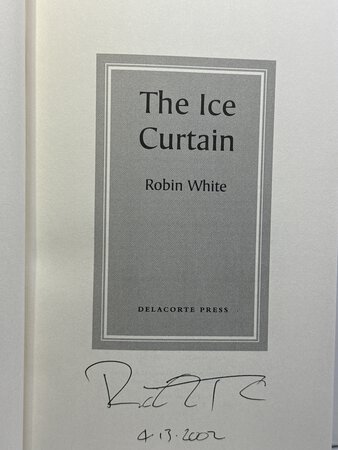 The Ice
Curtain
Robin White
DELACORTE PRESS
4.13.2002